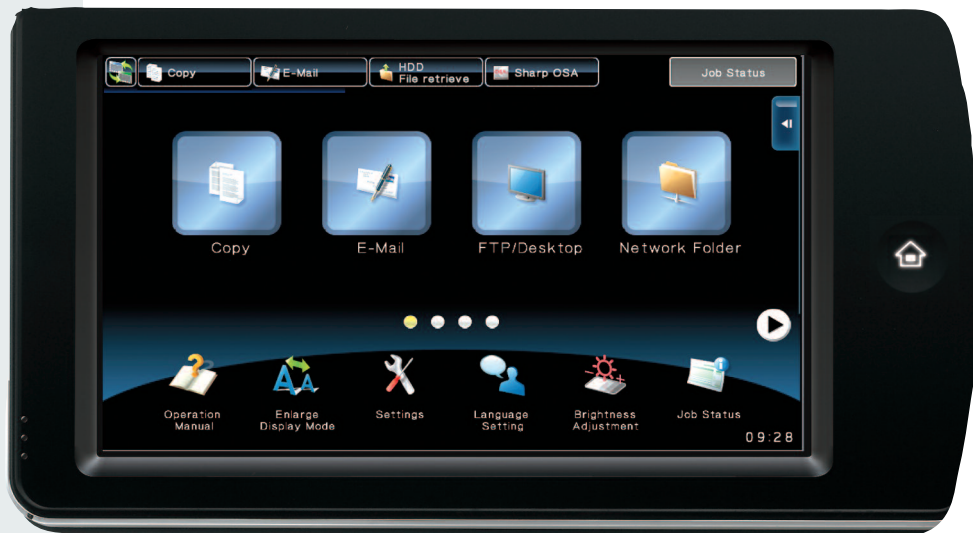 Copy
E-Mail
HDD
File retrieve
Sharp OSA
Job Status
Copy
E-Mail
FTP/Desktop
Network Folder
Operation
Manual
Enlarge
Display Mode
Settings
Language
Setting
Brightness
Adjustment
Job Status
09:28